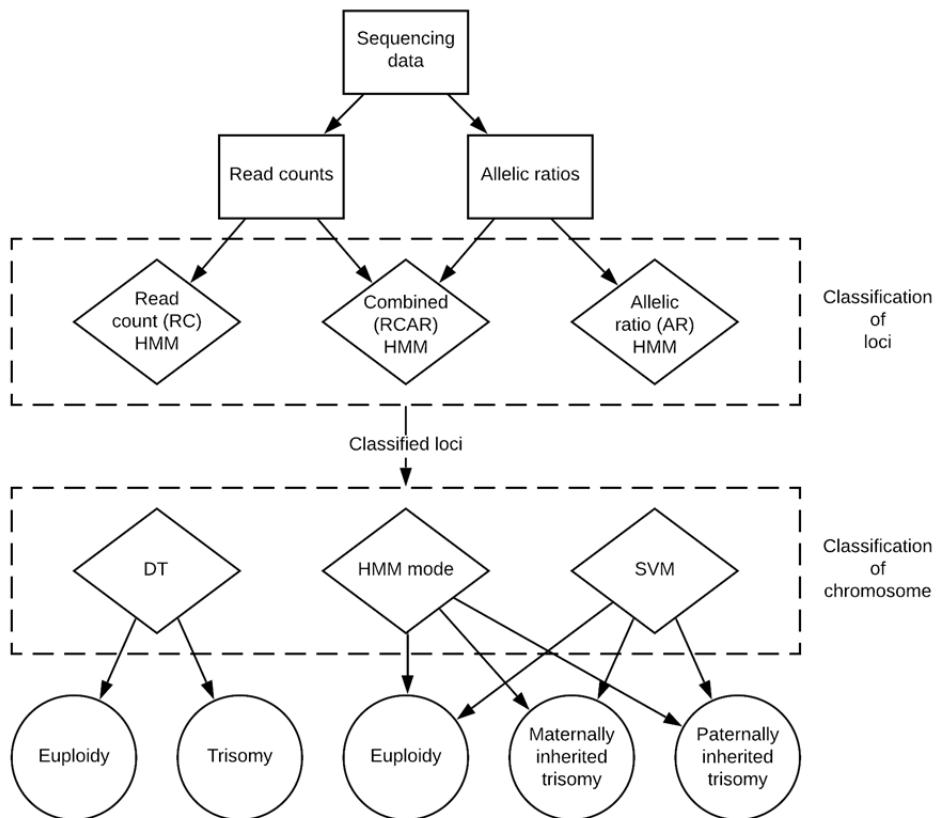 Sequencing
data
Read counts
Allelic ratios
Read
count (RC)
HMM
Combined
(RCAR)
HMM
Allelic
ratio (AR)
HMM
Classification
of
loci
Classified loci
DT
HMM mode
SVM
Classification
of
chromosome
Euploidy
Trisomy
Euploidy
Maternally
inherited
trisomy
Paternally
inherited
trisomy